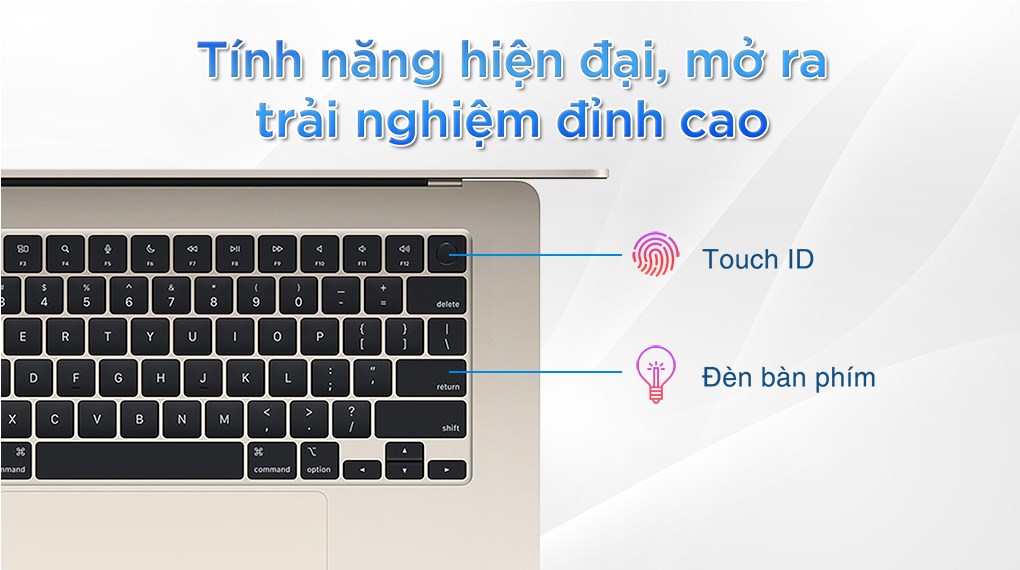 Tính năng hiện đại, mở ra
trải nghiệm đỉnh cao
F3 F4 F5 F6 F7 F8 F9 F10 F11 F12
Touch ID
# $ % ^ & * ( ) _ +
3 4 5 6 7 8 9 0 - = delete
E R T Y U I O P { [ } ] | \
Đèn bàn phím
D F G H J K L : ; " ' return
X C V B N M < , > . ? / shift
⌘ ⌘ ⌥
mmand command option